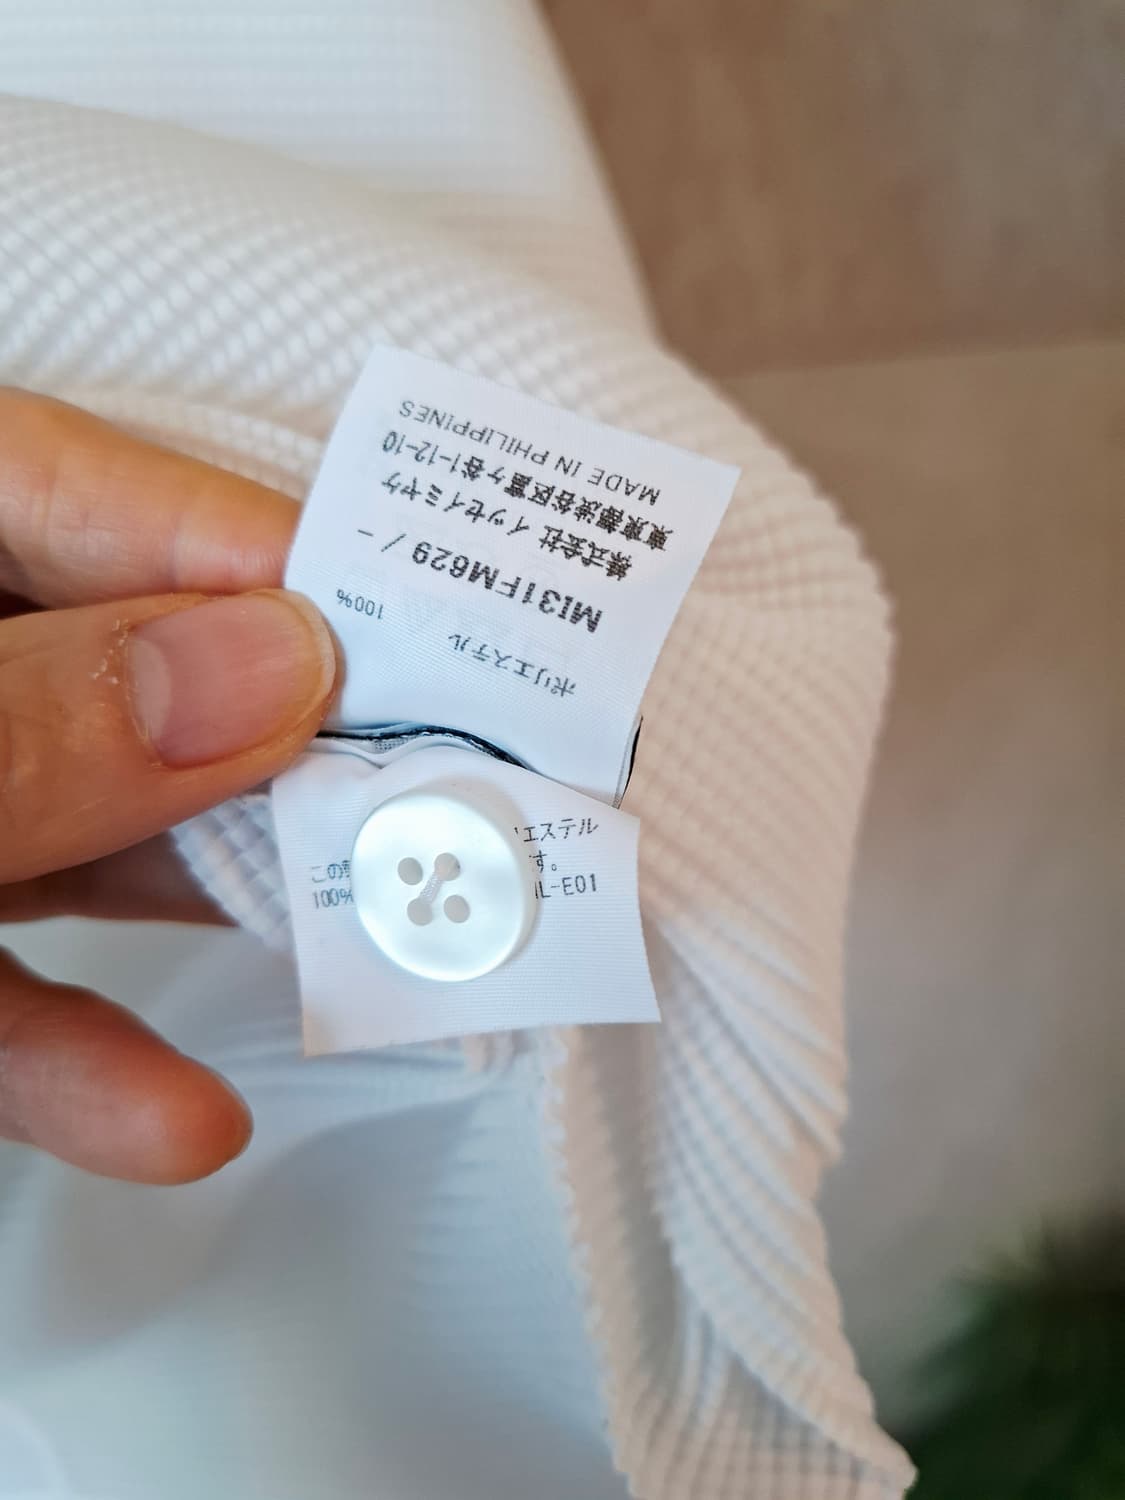 ポリエステル 100%
MI31FM629 / -
株式会社 イッセイミヤケ
東京都渋谷区富ヶ谷1-12-10
MADE IN PHILIPPINES
エステル
この す。
100% IL-E01